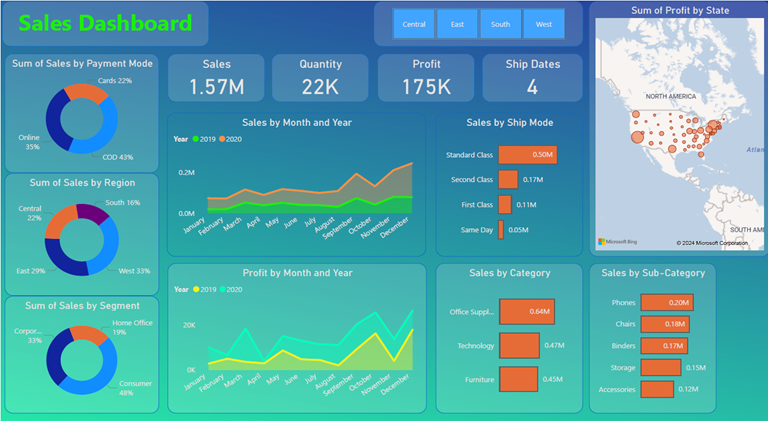 Sales Dashboard
Central
East
South
West
Sum of Profit by State
NORTH AMERICA
Atlan
SOUTH AM
Microsoft Bing
© 2024 Microsoft Corporation
Sum of Sales by Payment Mode
Cards 22%
Online
35%
COD 43%
Sales
1.57M
Quantity
22K
Profit
175K
Ship Dates
4
Sum of Sales by Region
Central
22%
South 16%
East 29%
West 33%
Sum of Sales by Segment
Corpor...
33%
Home Office
19%
Consumer
48%
Sales by Month and Year
Year 2019 2020
0.2M
0.0M
January
February
March
April
May
June
July
August
September
October
November
December
Sales by Ship Mode
Standard Class 0.50M
Second Class 0.17M
First Class 0.11M
Same Day 0.05M
Profit by Month and Year
Year 2019 2020
20K
0K
January
February
March
April
May
June
July
August
September
October
November
December
Sales by Category
Office Suppl... 0.64M
Technology 0.47M
Furniture 0.45M
Sales by Sub-Category
Phones 0.20M
Chairs 0.18M
Binders 0.17M
Storage 0.15M
Accessories 0.12M